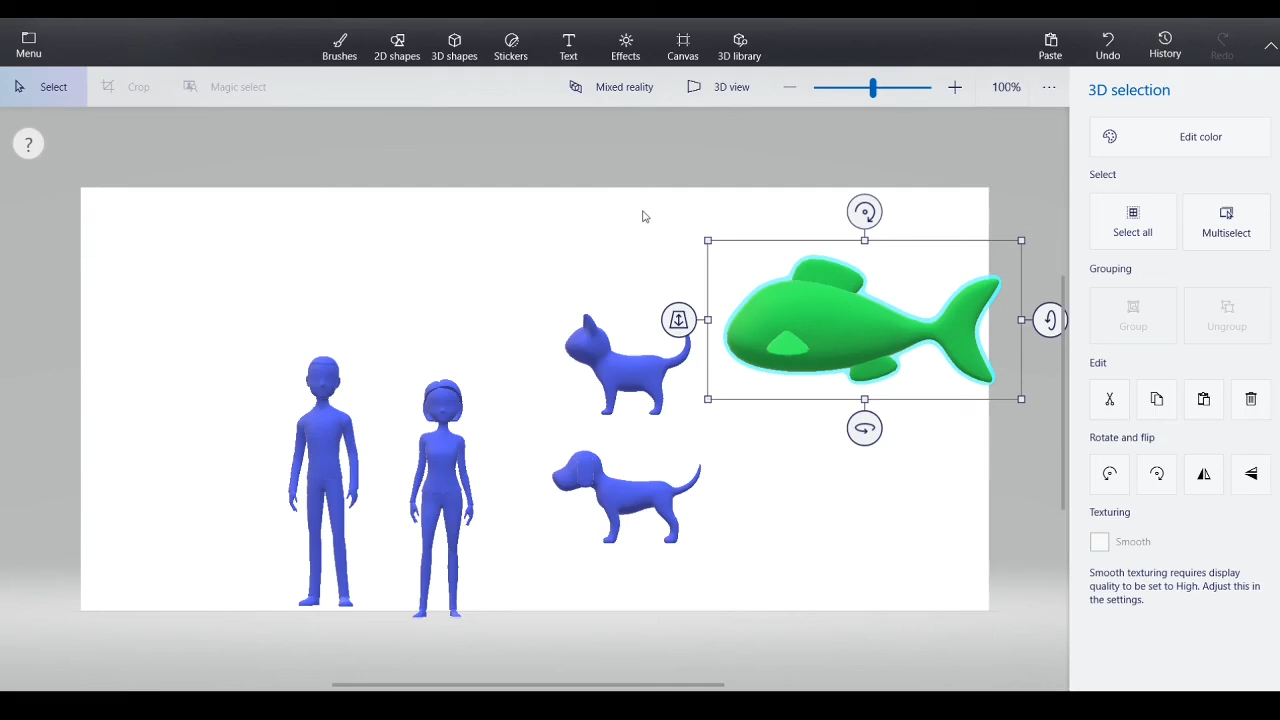 Menu
Brushes
2D shapes
3D shapes
Stickers
Text
Effects
Canvas
3D library
Paste
Undo
History
Redo
Select
Crop
Magic select
Mixed reality
3D view
100%
?
3D selection
Edit color
Select
Select all
Multiselect
Grouping
Group
Ungroup
Edit
Rotate and flip
Texturing
Smooth
Smooth texturing requires display
quality to be set to High. Adjust this in
the settings.